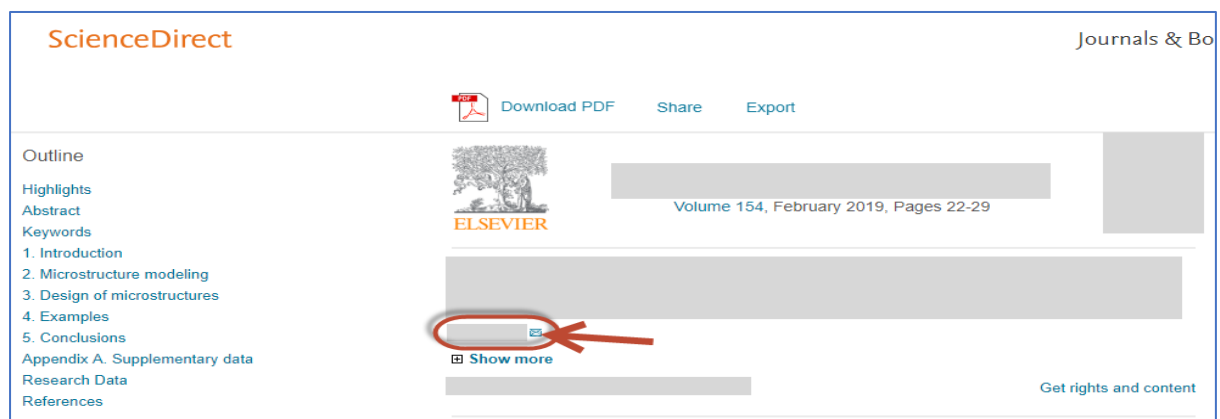 ScienceDirect
Journals & Bo
PDF
Download PDF Share Export
Outline
Highlights
Abstract
Keywords
1. Introduction
2. Microstructure modeling
3. Design of microstructures
4. Examples
5. Conclusions
Appendix A. Supplementary data
Research Data
References
ELSEVIER
Volume 154, February 2019, Pages 22-29
Show more
Get rights and content